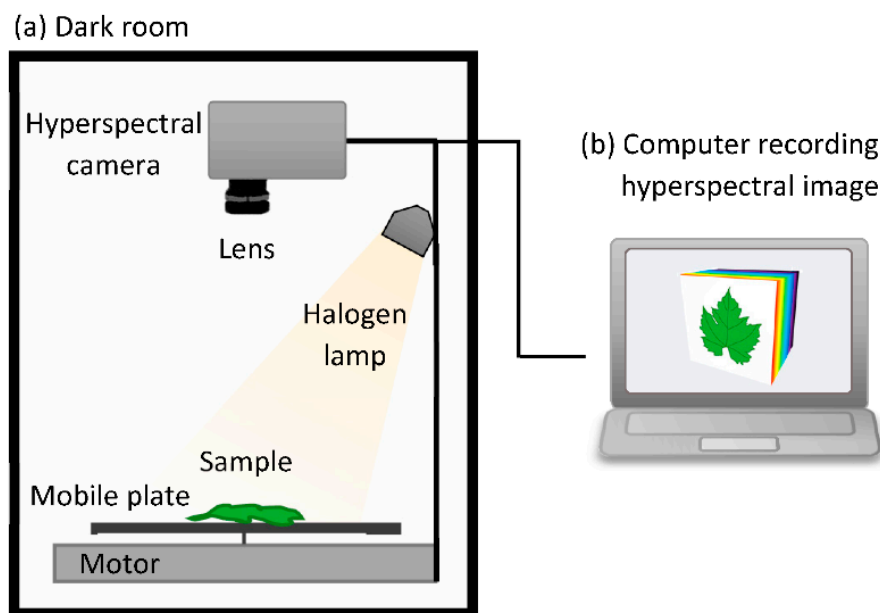 (a) Dark room
Hyperspectral
camera
Lens
(b) Computer recording
hyperspectral image
Halogen
lamp
Sample
Mobile plate
Motor